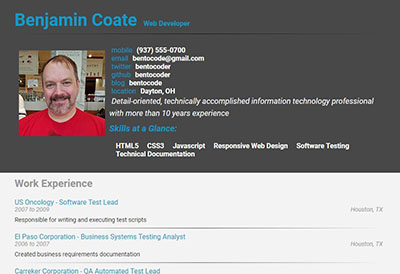 Benjamin Coate Web Developer
mobile (937) 555-0700
email bentocode@gmail.com
twitter bentocoder
github bentocoder
blog bentocode
location Dayton, OH
Detail-oriented, technically accomplished information technology professional
with more than 10 years experience
Skills at a Glance:
HTML5 CSS3 Javascript Responsive Web Design Software Testing
Technical Documentation
Work Experience
US Oncology - Software Test Lead
2007 to 2009 Houston, TX
Responsible for writing and executing test scripts
El Paso Corporation - Business Systems Testing Analyst
2006 to 2007 Houston, TX
Created business requirements documentation
Carreker Corporation - QA Automated Test Lead